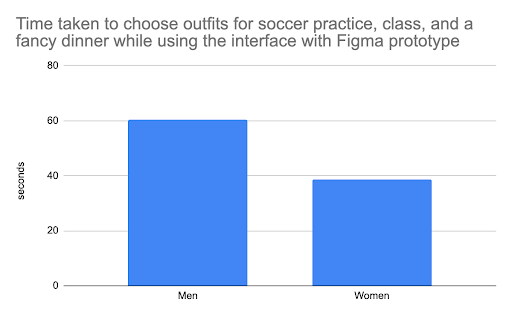 Time taken to choose outfits for soccer practice, class, and a
fancy dinner while using the interface with Figma prototype
80
60
40
20
0
seconds
Men
Women